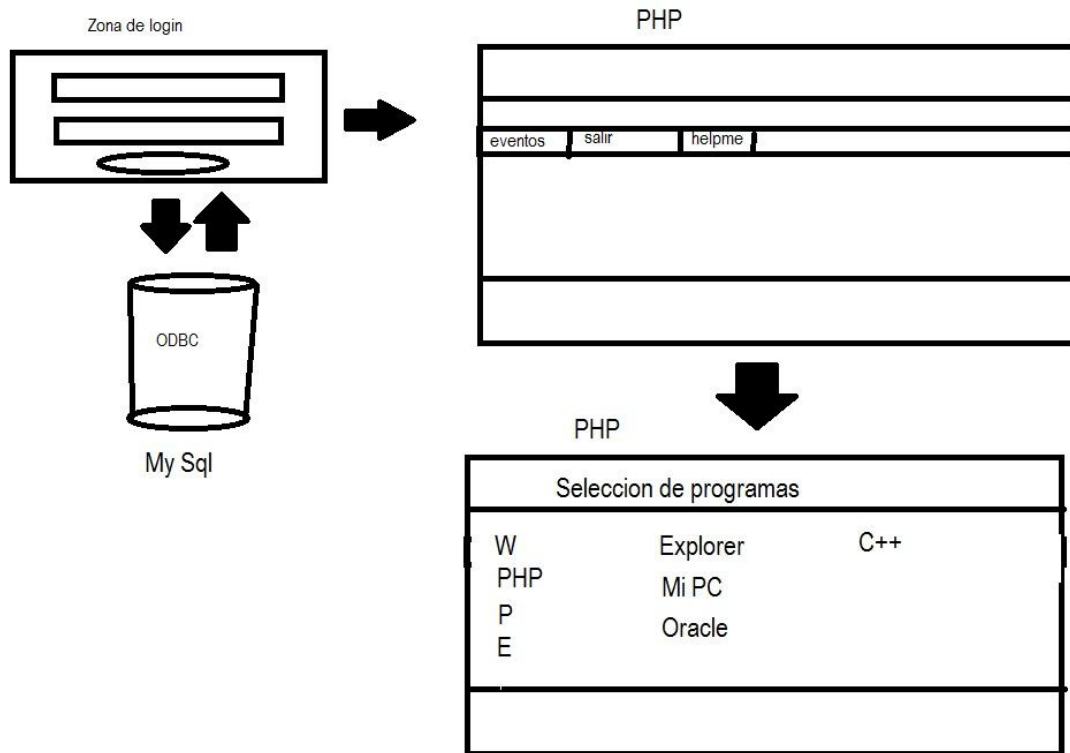 Zona de login
PHP
eventos
salir
helpme
ODBC
My Sql
PHP
Seleccion de programas
W
PHP
P
E
Explorer
Mi PC
Oracle
C++